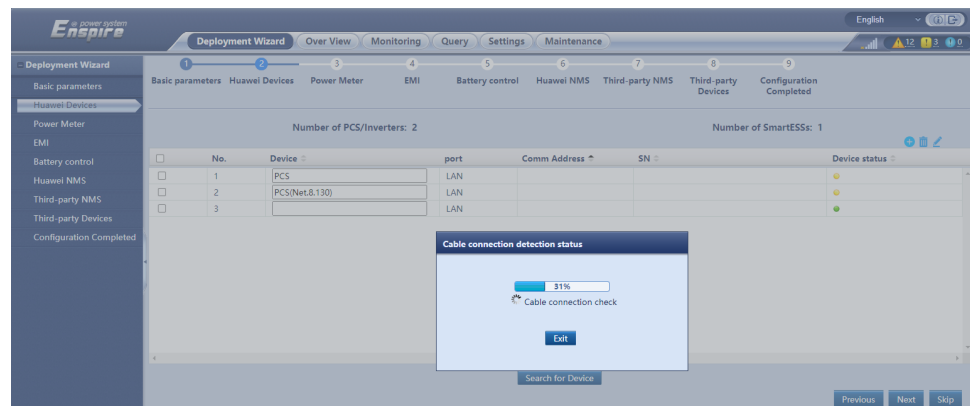 e power system
Enspire
English
Deployment Wizard Over View Monitoring Query Settings Maintenance
12 3 0
Deployment Wizard
Basic parameters
Huawei Devices
Power Meter
EMI
Battery control
Huawei NMS
Third-party NMS
Third-party Devices
Configuration Completed
1 2 3 4 5 6 7 8 9
Basic parameters Huawei Devices Power Meter EMI Battery control Huawei NMS Third-party NMS Third-party Configuration
Devices Completed
Number of PCS/Inverters: 2 Number of SmartESSs: 1
No. Device port Comm Address SN Device status
1 PCS LAN
2 PCS(Net.8.130) LAN
3 LAN
Cable connection detection status
31%
Cable connection check
Exit
Search for Device
Previous Next Skip